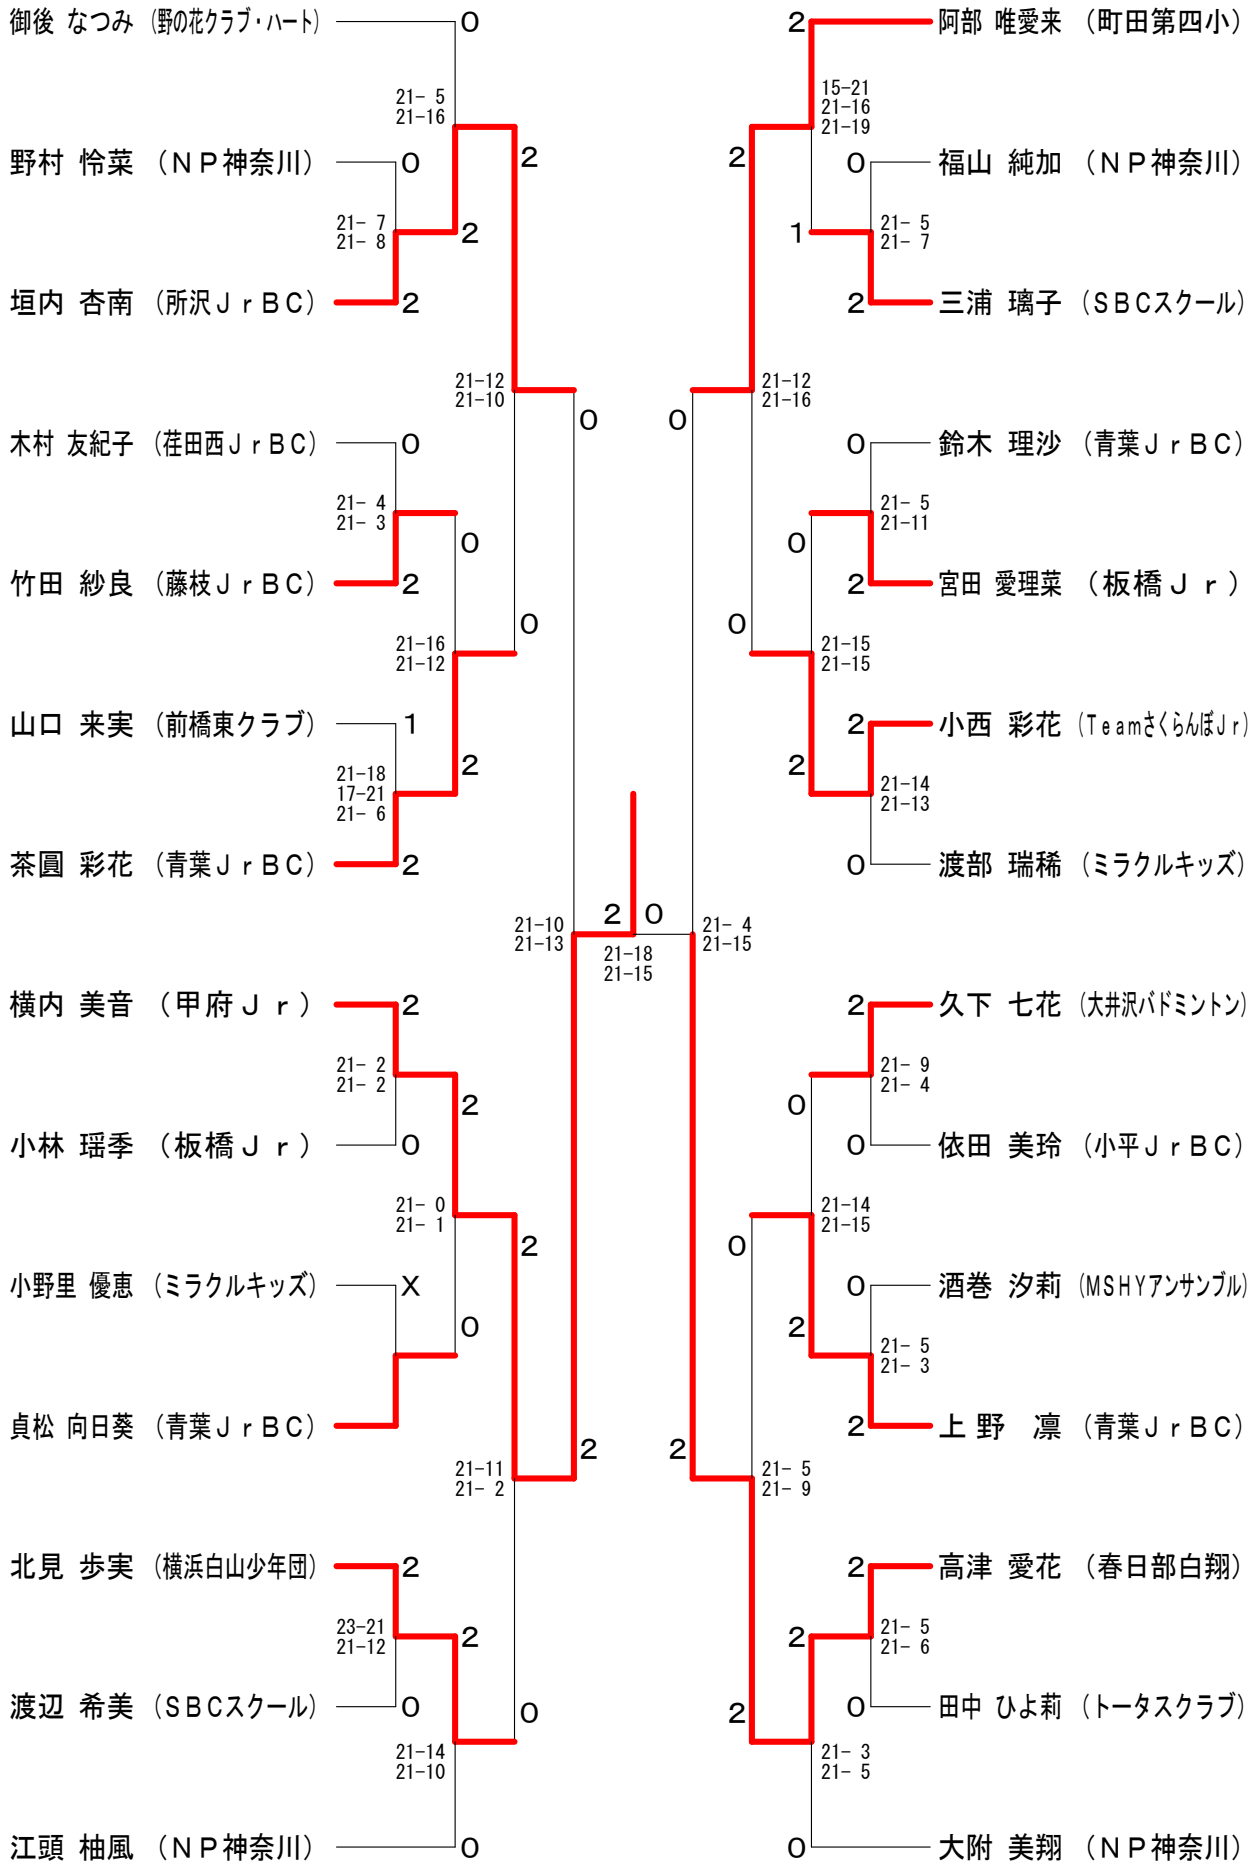 御後 なつみ (野の花クラブ・ハート) 0
2 阿部 唯愛来 (町田第四小)
21- 5
21-16
15-21
21-16
21-19
野村 怜菜 (NP神奈川) 0
2
2
0 福山 純加 (NP神奈川)
21- 7
21- 8
2
1
21- 5
21- 7
垣内 杏南 (所沢JrBC) 2
2 三浦 璃子 (SBCスクール)
21-12
21-10
0
0
21-12
21-16
木村 友紀子 (荏田西JrBC) 0
0 鈴木 理沙 (青葉JrBC)
21- 4
21- 3
0
0
21- 5
21-11
竹田 紗良 (藤枝JrBC) 2
2 宮田 愛理菜 (板橋Jr)
0
0
21-16
21-12
21-15
21-15
山口 来実 (前橋東クラブ) 1
2 小西 彩花 (TeamさくらんぼJr)
2
2
21-18
17-21
21- 6
21-14
21-13
茶圓 彩花 (青葉JrBC) 2
0 渡部 瑞稀 (ミラクルキッズ)
2 0
21-10
21-13
21-18
21-15
21- 4
21-15
横内 美音 (甲府Jr) 2
2 久下 七花 (大井沢バドミントン)
21- 2
21- 2
2
0
21- 9
21- 4
小林 瑶季 (板橋Jr) 0
0 依田 美玲 (小平JrBC)
21- 0
21- 1
2
0
21-14
21-15
小野里 優恵 (ミラクルキッズ) X
0 酒巻 汐莉 (MSHYアンサンブル)
0
2
21- 5
21- 3
貞松 向日葵 (青葉JrBC)
2 上野 凛 (青葉JrBC)
2
2
21-11
21- 2
21- 5
21- 9
北見 歩実 (横浜白山少年団) 2
2 高津 愛花 (春日部白翔)
23-21
21-12
2
2
21- 5
21- 6
渡辺 希美 (SBCスクール) 0
0
2
0 田中 ひよ莉 (トータスクラブ)
21-14
21-10
21- 3
21- 5
江頭 柚風 (NP神奈川) 0
0 大附 美翔 (NP神奈川)